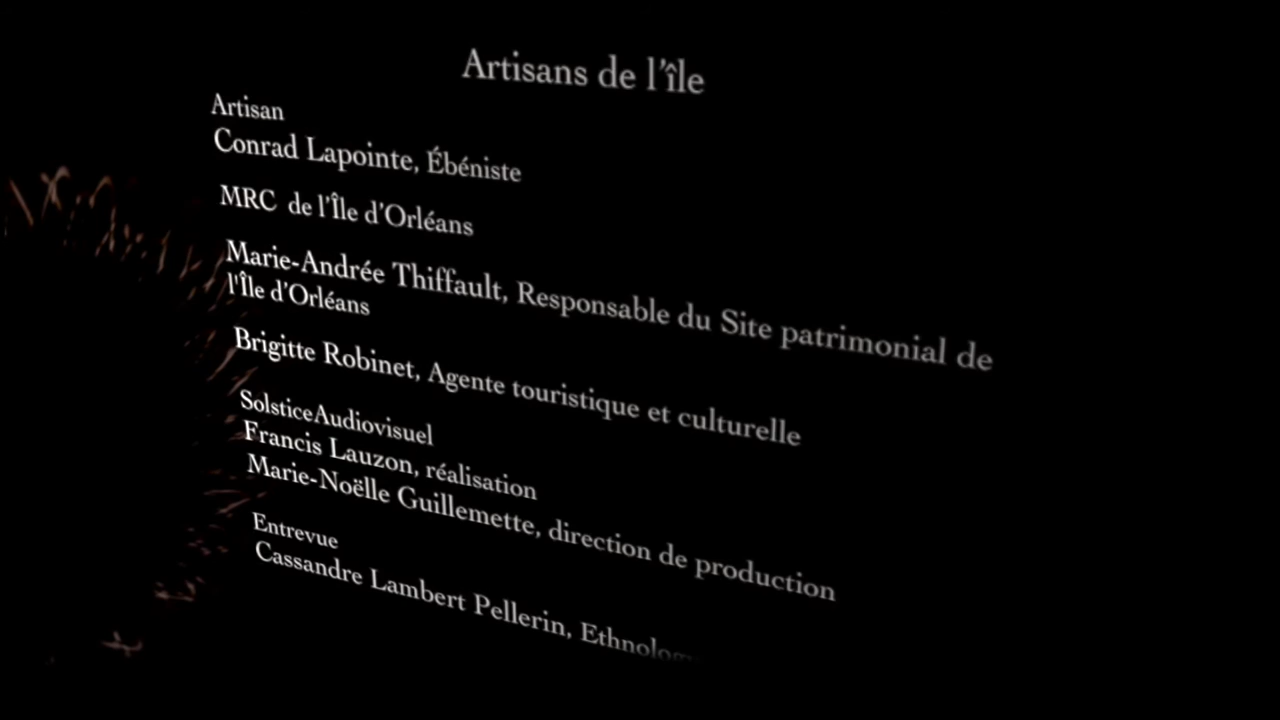 Artisans de l'île
Artisan
Conrad Lapointe, Ébéniste
MRC de l'Île d'Orléans
Marie-Andrée Thiffault, Responsable du Site patrimonial de
l'Île d'Orléans
Brigitte Robinet, Agente touristique et culturelle
SolsticeAudiovisuel
Francis Lauzon, réalisation
Marie-Noëlle Guillemette, direction de production
Entrevue
Cassandre Lambert Pellerin,